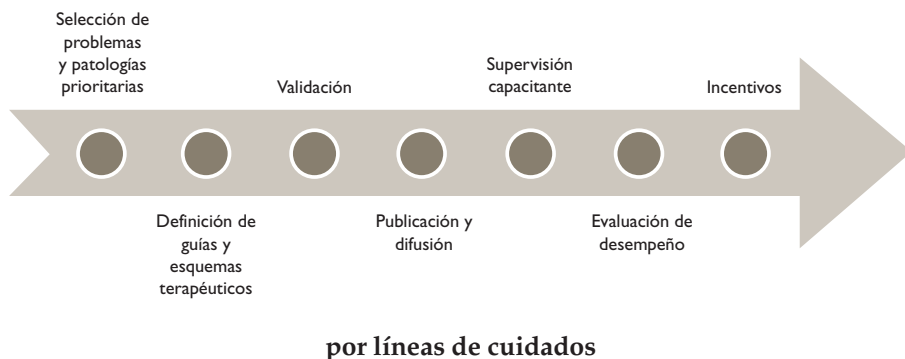 Selección de
problemas
y patologías
prioritarias
Definición de
guías y
esquemas
terapéuticos
Validación
Publicación y
difusión
Supervisión
capacitante
Evaluación de
desempeño
Incentivos
por líneas de cuidados